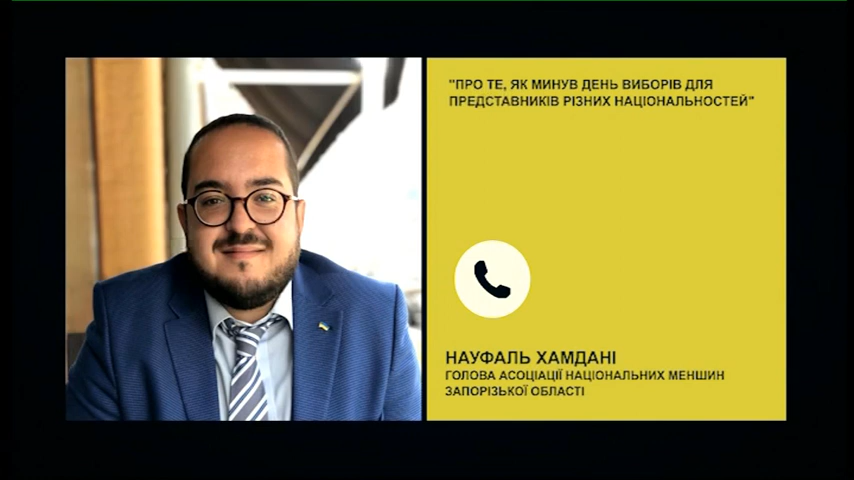 "ПРО ТЕ, ЯК МИНУВ ДЕНЬ ВИБОРІВ ДЛЯ
ПРЕДСТАВНИКІВ РІЗНИХ НАЦІОНАЛЬНОСТЕЙ"
НАУФАЛЬ ХАМДАНІ
ГОЛОВА АСОЦІАЦІЇ НАЦІОНАЛЬНИХ МЕНШИН
ЗАПОРІЗЬКОЇ ОБЛАСТІ